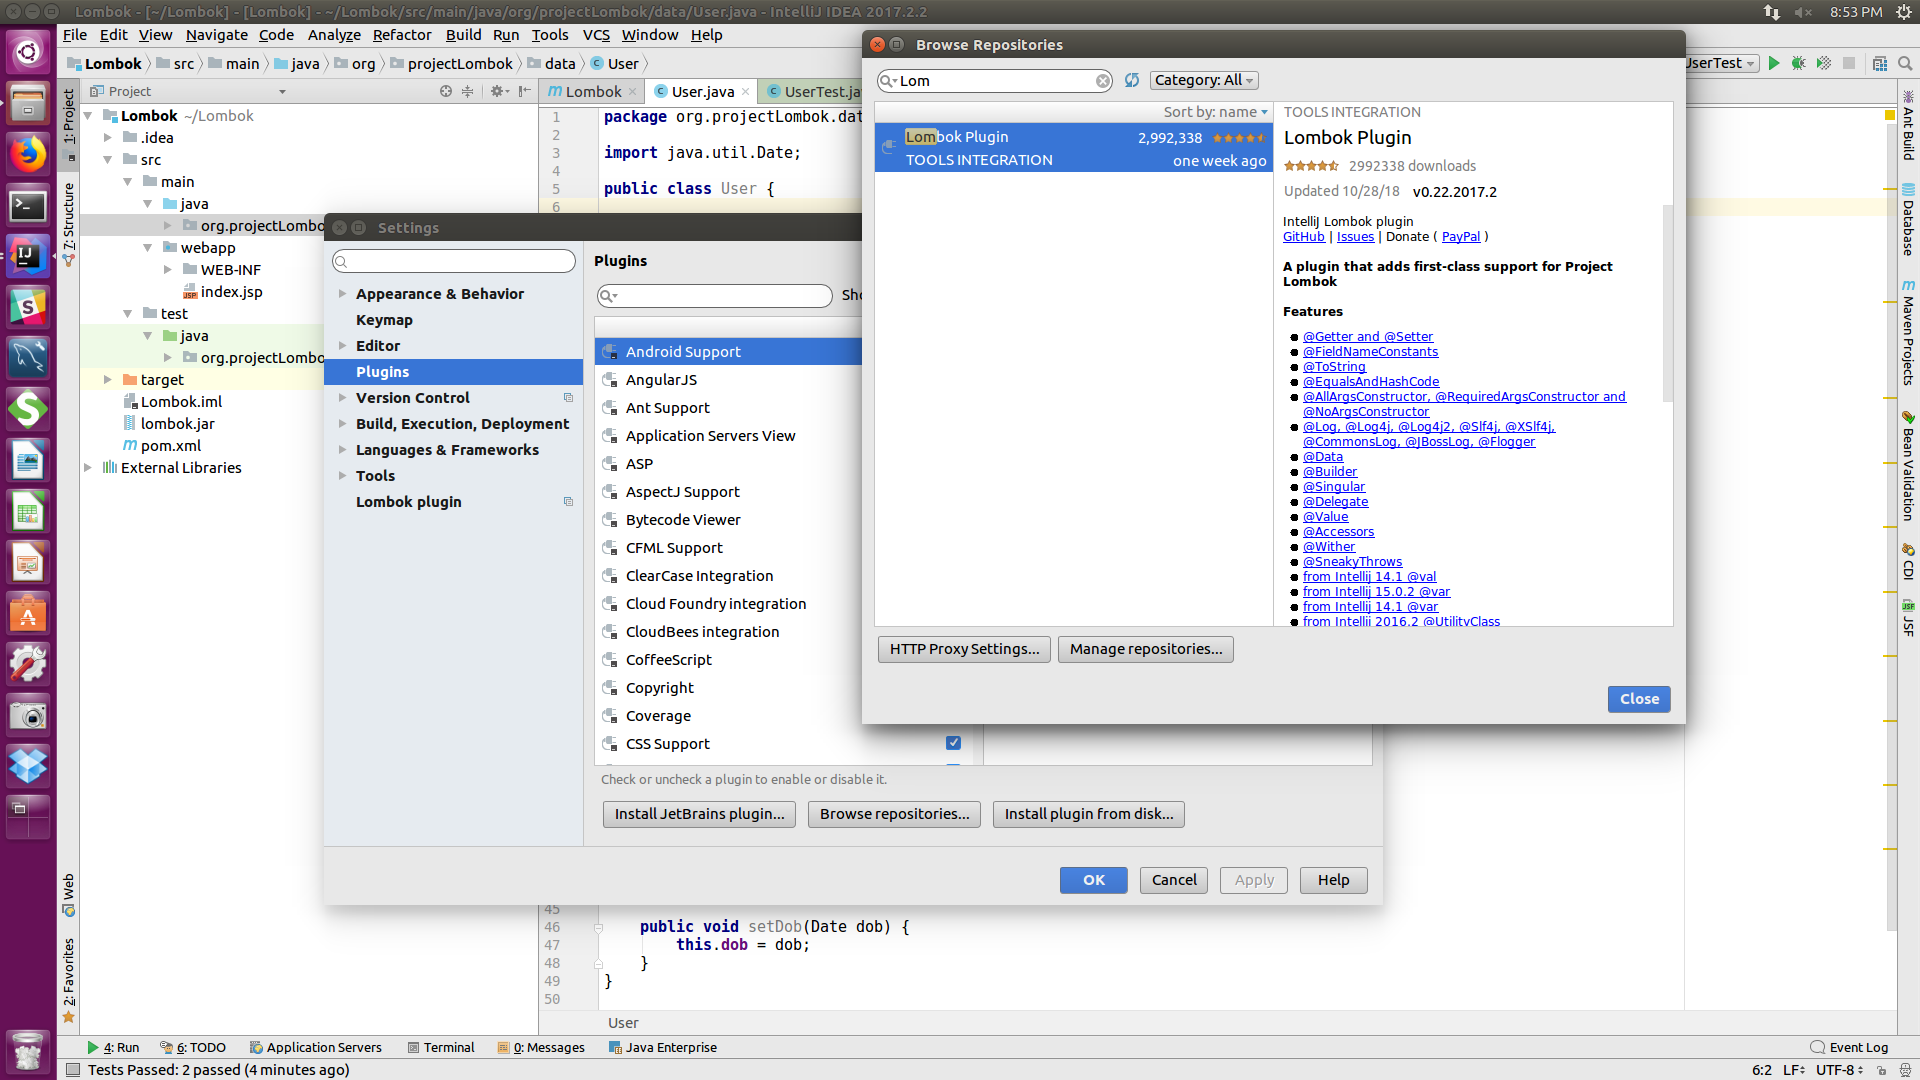 Lombok - [~/Lombok] - [Lombok] - ~/Lombok/src/main/java/org/projectLombok/data/User.java - IntelliJ IDEA 2017.2.2
8:53 PM
File Edit View Navigate Code Analyze Refactor Build Run Tools VCS Window Help
Lombok src main java org projectLombok data User
UserTest
Project
Lombok
User.java
UserTest.ja
1: Project
7: Structure
Web
2: Favorites
Lombok ~/Lombok
.idea
src
main
java
org.projectLombo
webapp
WEB-INF
index.jsp
test
java
org.projectLombo
target
Lombok.iml
lombok.jar
pom.xml
External Libraries
1 package org.projectLombok.dat
2
3 import java.util.Date;
4
5 public class User {
6
Settings
Appearance & Behavior
Keymap
Editor
Plugins
Version Control
Build, Execution, Deployment
Languages & Frameworks
Tools
Lombok plugin
Plugins
Sho
Android Support
AngularJS
Ant Support
Application Servers View
ASP
AspectJ Support
Bytecode Viewer
CFML Support
ClearCase Integration
Cloud Foundry integration
CloudBees integration
CoffeeScript
Copyright
Coverage
CSS Support
Check or uncheck a plugin to enable or disable it.
Install JetBrains plugin...
Browse repositories...
Install plugin from disk...
OK
Cancel
Apply
Help
Browse Repositories
Lom
Category: All
Sort by: name
Lombok Plugin 2,992,338
TOOLS INTEGRATION one week ago
TOOLS INTEGRATION
Lombok Plugin
2992338 downloads
Updated 10/28/18 v0.22.2017.2
IntelliJ Lombok plugin
GitHub | Issues | Donate ( PayPal )
A plugin that adds first-class support for Project
Lombok
Features
@Getter and @Setter
@FieldNameConstants
@ToString
@EqualsAndHashCode
@AllArgsConstructor, @RequiredArgsConstructor and
@NoArgsConstructor
@Log, @Log4j, @Log4j2, @Slf4j, @XSlf4j,
@CommonsLog, @JBossLog, @Flogger
@Data
@Builder
@Singular
@Delegate
@Value
@Accessors
@Wither
@SneakyThrows
from Intellij 14.1 @val
from Intellij 15.0.2 @var
from Intellij 14.1 @var
from Intellij 2016.2 @UtilityClass
HTTP Proxy Settings...
Manage repositories...
Close
45
46 public void setDob(Date dob) {
47 this.dob = dob;
48 }
49 }
50
User
Ant Build
Database
Maven Projects
Bean Validation
CDI
JSF
4: Run
6: TODO
Application Servers
Terminal
0: Messages
Java Enterprise
Event Log
Tests Passed: 2 passed (4 minutes ago)
6:2 LF UTF-8